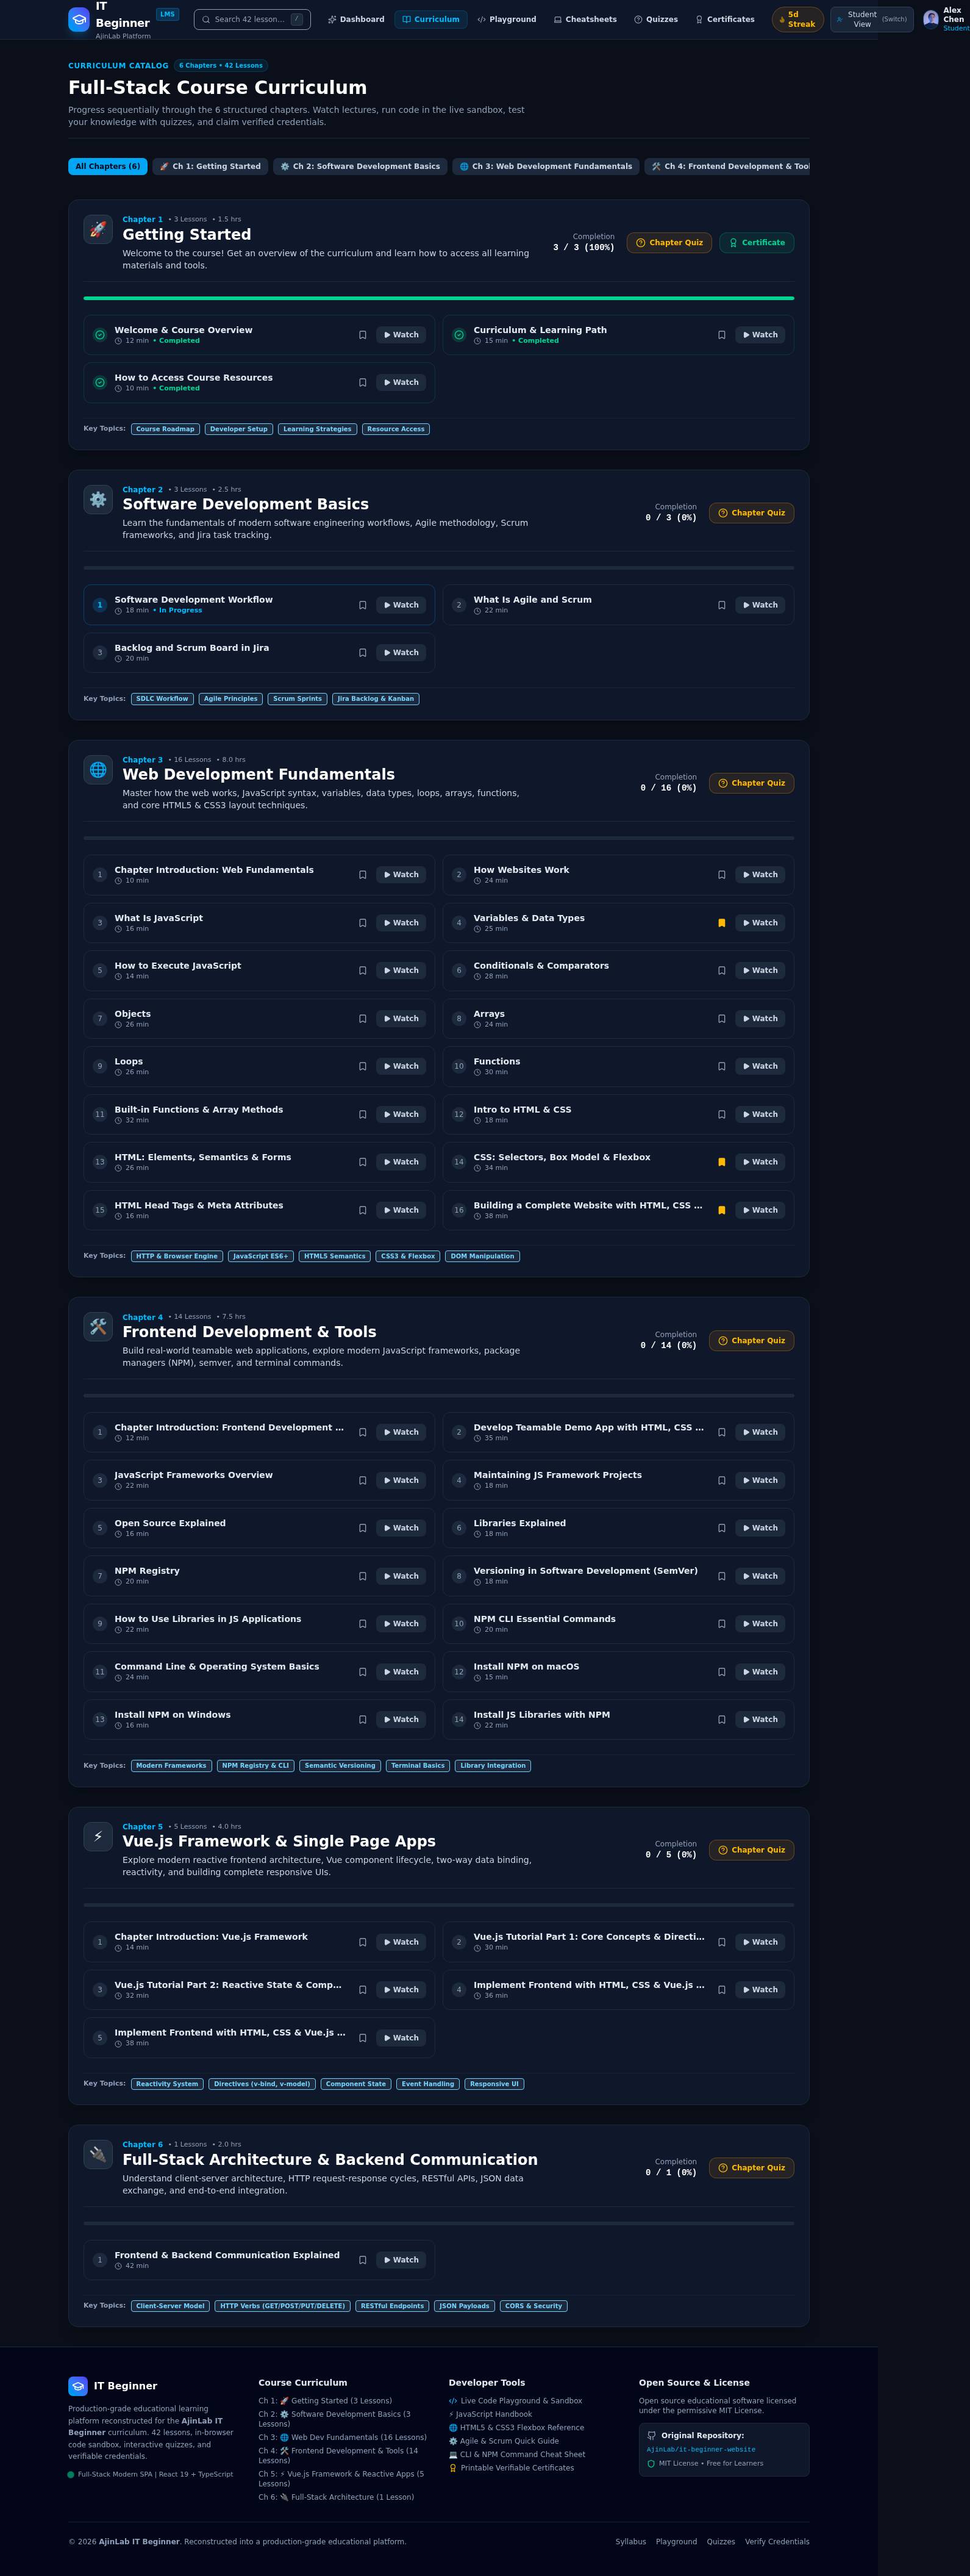 IT
Beginner
LMS
AjinLab Platform
Search 42 lesson...
/
Dashboard
Curriculum
Playground
Cheatsheets
Quizzes
Certificates
5d
Streak
Student
View
(Switch)
Alex
Chen
Student
CURRICULUM CATALOG
6 Chapters • 42 Lessons
Full-Stack Course Curriculum
Progress sequentially through the 6 structured chapters. Watch lectures, run code in the live sandbox, test
your knowledge with quizzes, and claim verified credentials.
All Chapters (6)
🚀 Ch 1: Getting Started
⚙️ Ch 2: Software Development Basics
🌐 Ch 3: Web Development Fundamentals
🛠️ Ch 4: Frontend Development & Tool
Chapter 1 • 3 Lessons • 1.5 hrs
Getting Started
Welcome to the course! Get an overview of the curriculum and learn how to access all learning
materials and tools.
Completion
3 / 3 (100%)
Chapter Quiz
Certificate
Welcome & Course Overview
12 min • Completed
Watch
Curriculum & Learning Path
15 min • Completed
Watch
How to Access Course Resources
10 min • Completed
Watch
Key Topics: Course Roadmap Developer Setup Learning Strategies Resource Access
Chapter 2 • 3 Lessons • 2.5 hrs
Software Development Basics
Learn the fundamentals of modern software engineering workflows, Agile methodology, Scrum
frameworks, and Jira task tracking.
Completion
0 / 3 (0%)
Chapter Quiz
1 Software Development Workflow
18 min • In Progress
Watch
2 What Is Agile and Scrum
22 min
Watch
3 Backlog and Scrum Board in Jira
20 min
Watch
Key Topics: SDLC Workflow Agile Principles Scrum Sprints Jira Backlog & Kanban
Chapter 3 • 16 Lessons • 8.0 hrs
Web Development Fundamentals
Master how the web works, JavaScript syntax, variables, data types, loops, arrays, functions,
and core HTML5 & CSS3 layout techniques.
Completion
0 / 16 (0%)
Chapter Quiz
1 Chapter Introduction: Web Fundamentals
10 min
Watch
2 How Websites Work
24 min
Watch
3 What Is JavaScript
16 min
Watch
4 Variables & Data Types
25 min
Watch
5 How to Execute JavaScript
14 min
Watch
6 Conditionals & Comparators
28 min
Watch
7 Objects
26 min
Watch
8 Arrays
24 min
Watch
9 Loops
26 min
Watch
10 Functions
30 min
Watch
11 Built-in Functions & Array Methods
32 min
Watch
12 Intro to HTML & CSS
18 min
Watch
13 HTML: Elements, Semantics & Forms
26 min
Watch
14 CSS: Selectors, Box Model & Flexbox
34 min
Watch
15 HTML Head Tags & Meta Attributes
16 min
Watch
16 Building a Complete Website with HTML, CSS ...
38 min
Watch
Key Topics: HTTP & Browser Engine JavaScript ES6+ HTML5 Semantics CSS3 & Flexbox DOM Manipulation
Chapter 4 • 14 Lessons • 7.5 hrs
Frontend Development & Tools
Build real-world teamable web applications, explore modern JavaScript frameworks, package
managers (NPM), semver, and terminal commands.
Completion
0 / 14 (0%)
Chapter Quiz
1 Chapter Introduction: Frontend Development ...
12 min
Watch
2 Develop Teamable Demo App with HTML, CSS ...
35 min
Watch
3 JavaScript Frameworks Overview
22 min
Watch
4 Maintaining JS Framework Projects
18 min
Watch
5 Open Source Explained
16 min
Watch
6 Libraries Explained
18 min
Watch
7 NPM Registry
20 min
Watch
8 Versioning in Software Development (SemVer)
18 min
Watch
9 How to Use Libraries in JS Applications
22 min
Watch
10 NPM CLI Essential Commands
20 min
Watch
11 Command Line & Operating System Basics
24 min
Watch
12 Install NPM on macOS
15 min
Watch
13 Install NPM on Windows
16 min
Watch
14 Install JS Libraries with NPM
22 min
Watch
Key Topics: Modern Frameworks NPM Registry & CLI Semantic Versioning Terminal Basics Library Integration
Chapter 5 • 5 Lessons • 4.0 hrs
Vue.js Framework & Single Page Apps
Explore modern reactive frontend architecture, Vue component lifecycle, two-way data binding,
reactivity, and building complete responsive UIs.
Completion
0 / 5 (0%)
Chapter Quiz
1 Chapter Introduction: Vue.js Framework
14 min
Watch
2 Vue.js Tutorial Part 1: Core Concepts & Directi...
30 min
Watch
3 Vue.js Tutorial Part 2: Reactive State & Comp...
32 min
Watch
4 Implement Frontend with HTML, CSS & Vue.js ...
36 min
Watch
5 Implement Frontend with HTML, CSS & Vue.js ...
38 min
Watch
Key Topics: Reactivity System Directives (v-bind, v-model) Component State Event Handling Responsive UI
Chapter 6 • 1 Lessons • 2.0 hrs
Full-Stack Architecture & Backend Communication
Understand client-server architecture, HTTP request-response cycles, RESTful APIs, JSON data
exchange, and end-to-end integration.
Completion
0 / 1 (0%)
Chapter Quiz
1 Frontend & Backend Communication Explained
42 min
Watch
Key Topics: Client-Server Model HTTP Verbs (GET/POST/PUT/DELETE) RESTful Endpoints JSON Payloads CORS & Security
IT Beginner
Production-grade educational learning
platform reconstructed for the AjinLab IT
Beginner curriculum. 42 lessons, in-browser
code sandbox, interactive quizzes, and
verifiable credentials.
Full-Stack Modern SPA | React 19 + TypeScript
Course Curriculum
Ch 1: 🚀 Getting Started (3 Lessons)
Ch 2: ⚙️ Software Development Basics (3
Lessons)
Ch 3: 🌐 Web Dev Fundamentals (16 Lessons)
Ch 4: 🛠️ Frontend Development & Tools (14
Lessons)
Ch 5: ⚡ Vue.js Framework & Reactive Apps (5
Lessons)
Ch 6: 🔌 Full-Stack Architecture (1 Lesson)
Developer Tools
Live Code Playground & Sandbox
⚡ JavaScript Handbook
🌐 HTML5 & CSS3 Flexbox Reference
⚙️ Agile & Scrum Quick Guide
💻 CLI & NPM Command Cheat Sheet
Printable Verifiable Certificates
Open Source & License
Open source educational software licensed
under the permissive MIT License.
Original Repository:
AjinLab/it-beginner-website
MIT License • Free for Learners
© 2026 AjinLab IT Beginner. Reconstructed into a production-grade educational platform.
Syllabus Playground Quizzes Verify Credentials